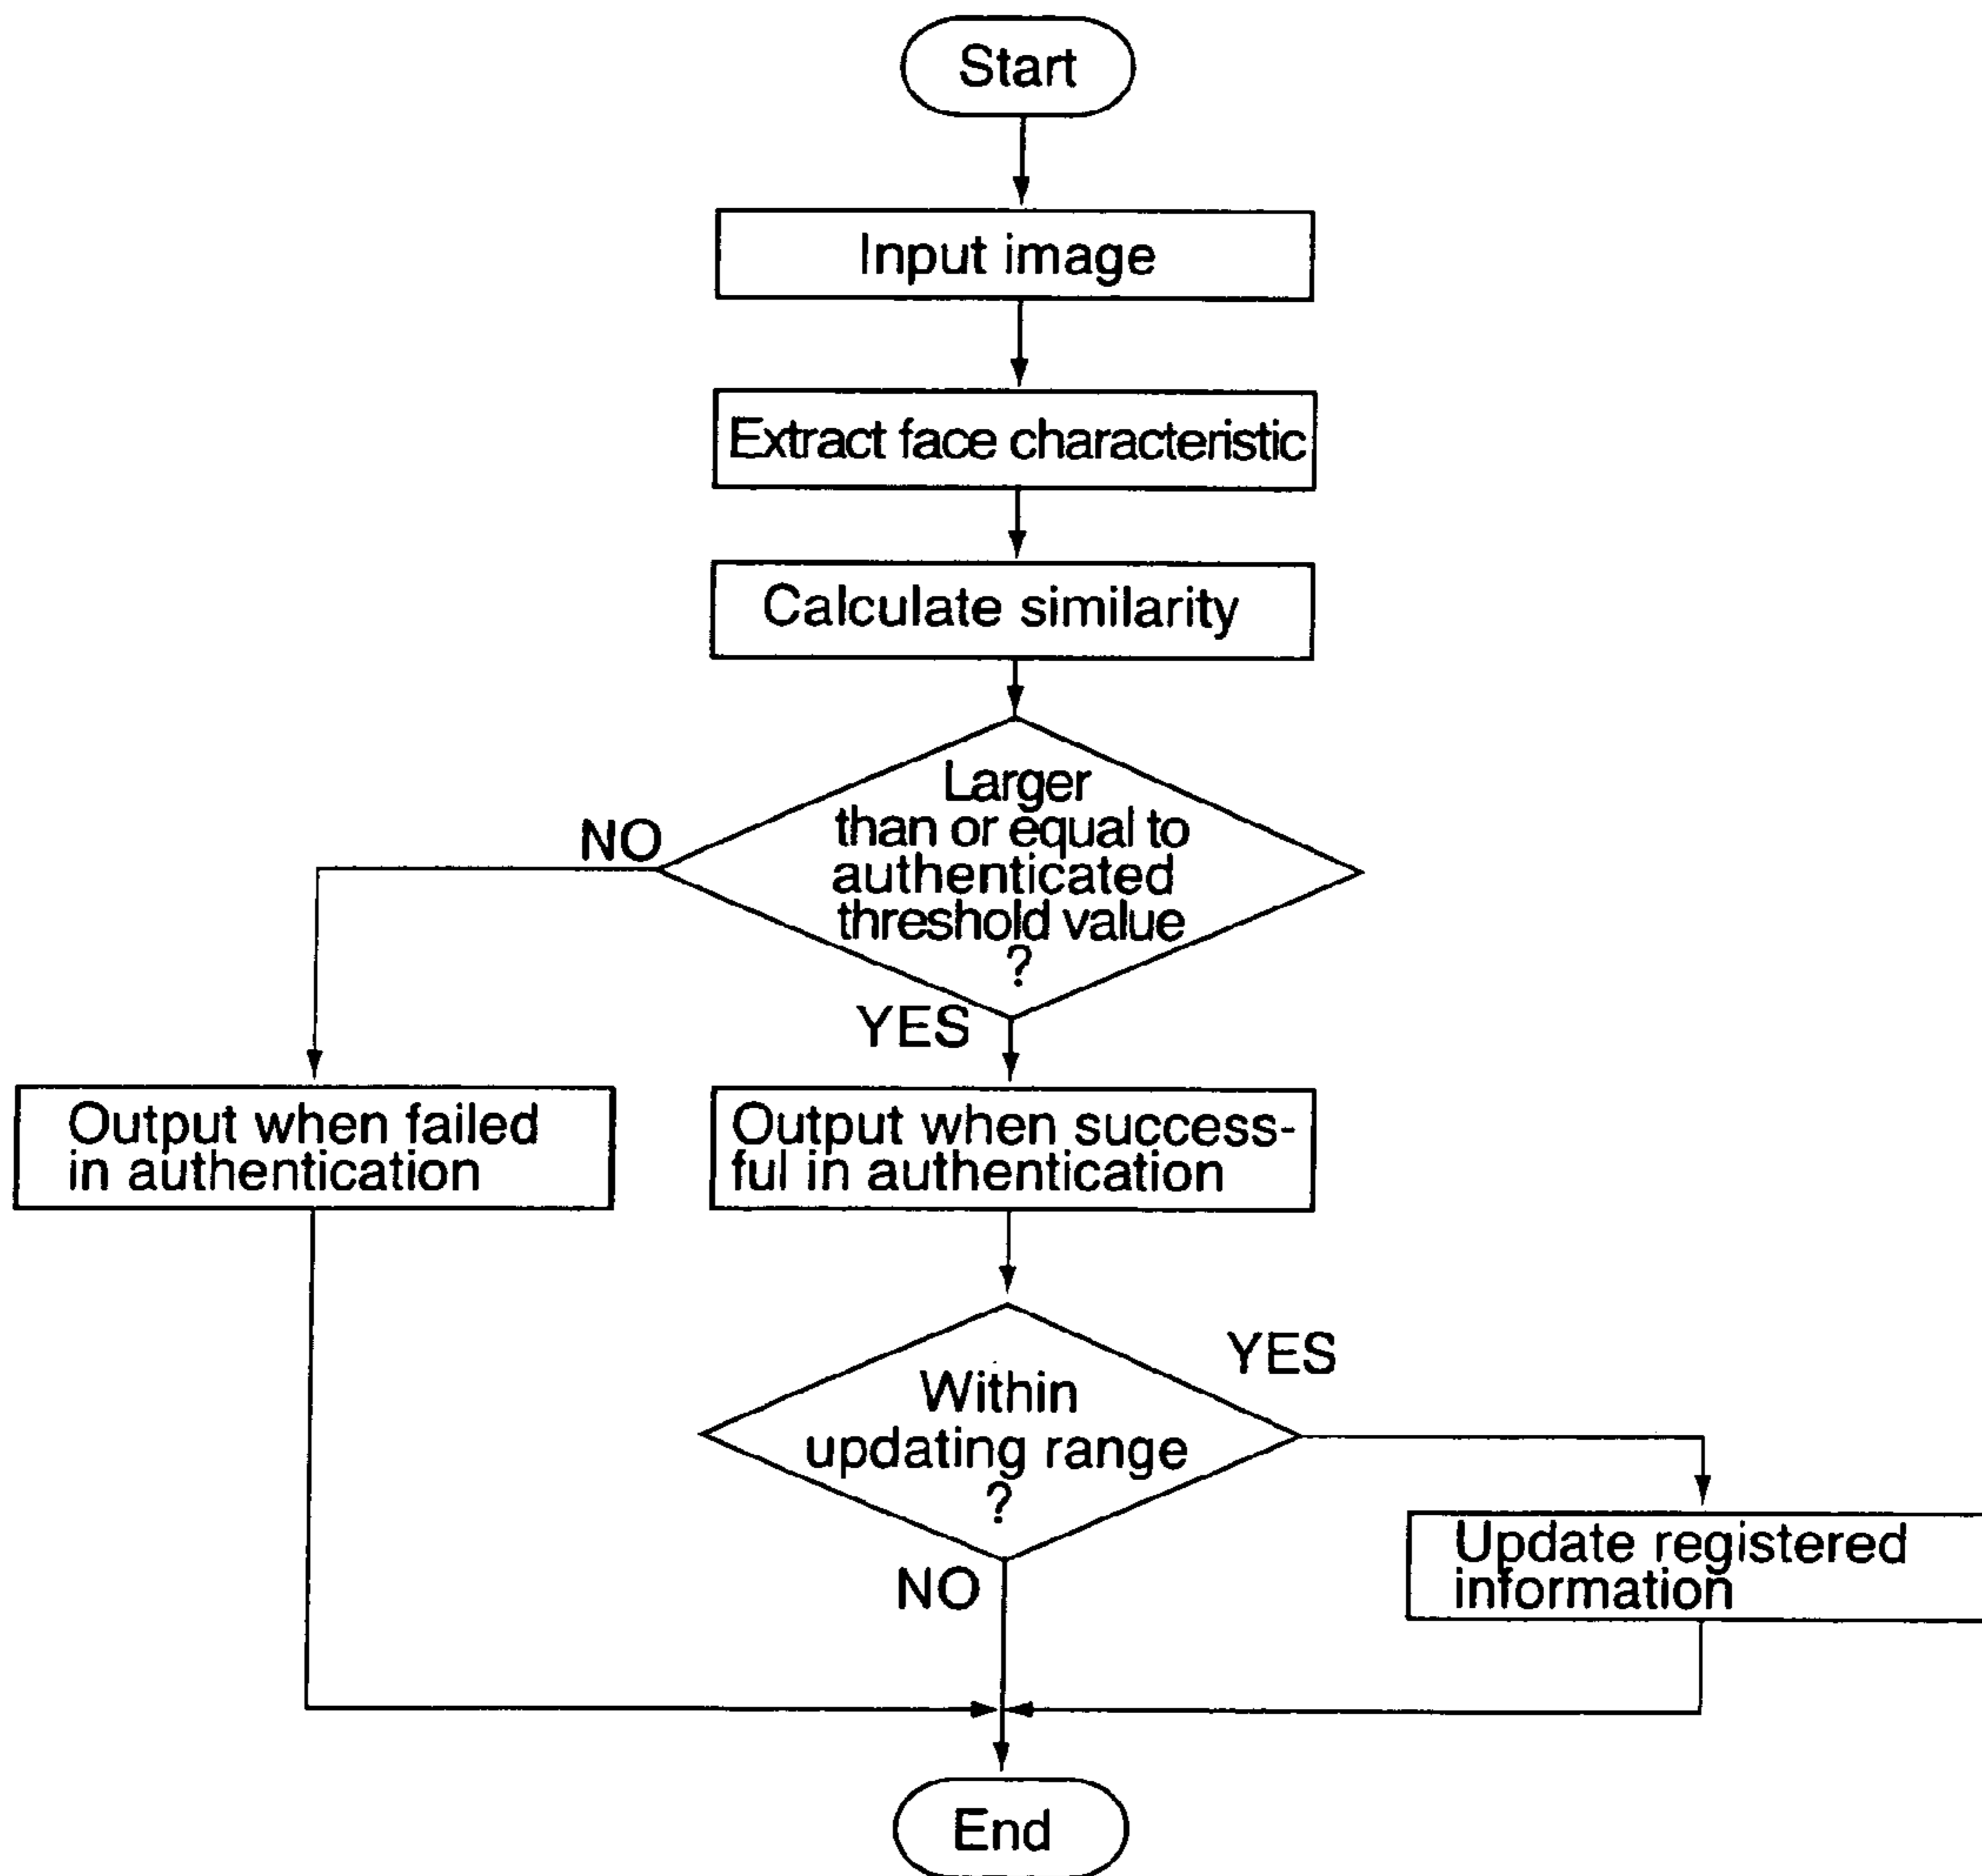 Start
Input image
Extract face characteristic
Calculate similarity
Larger
than or equal to
authenticated
threshold value
?
NO
YES
Output when failed
in authentication
Output when success-
ful in authentication
Within
updating range
?
YES
NO
Update registered
information
End